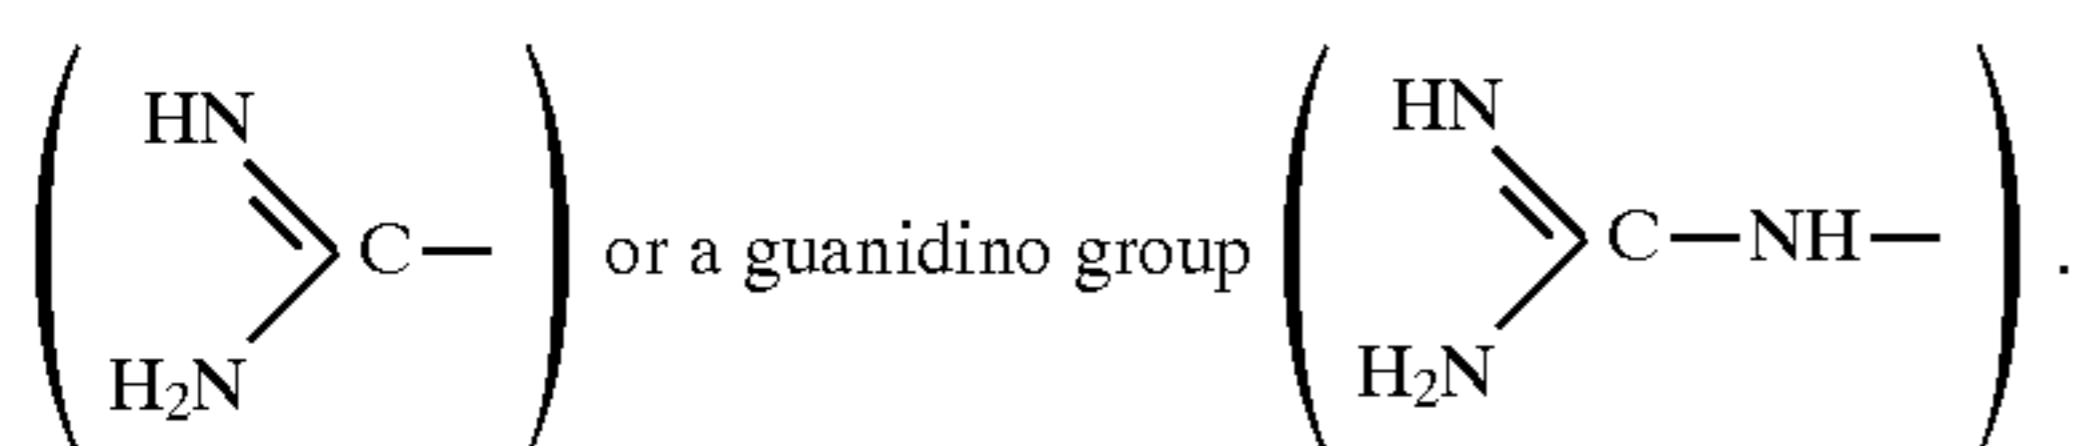 HN HN
C— or a guanidino group C—NH— .
H₂N H₂N